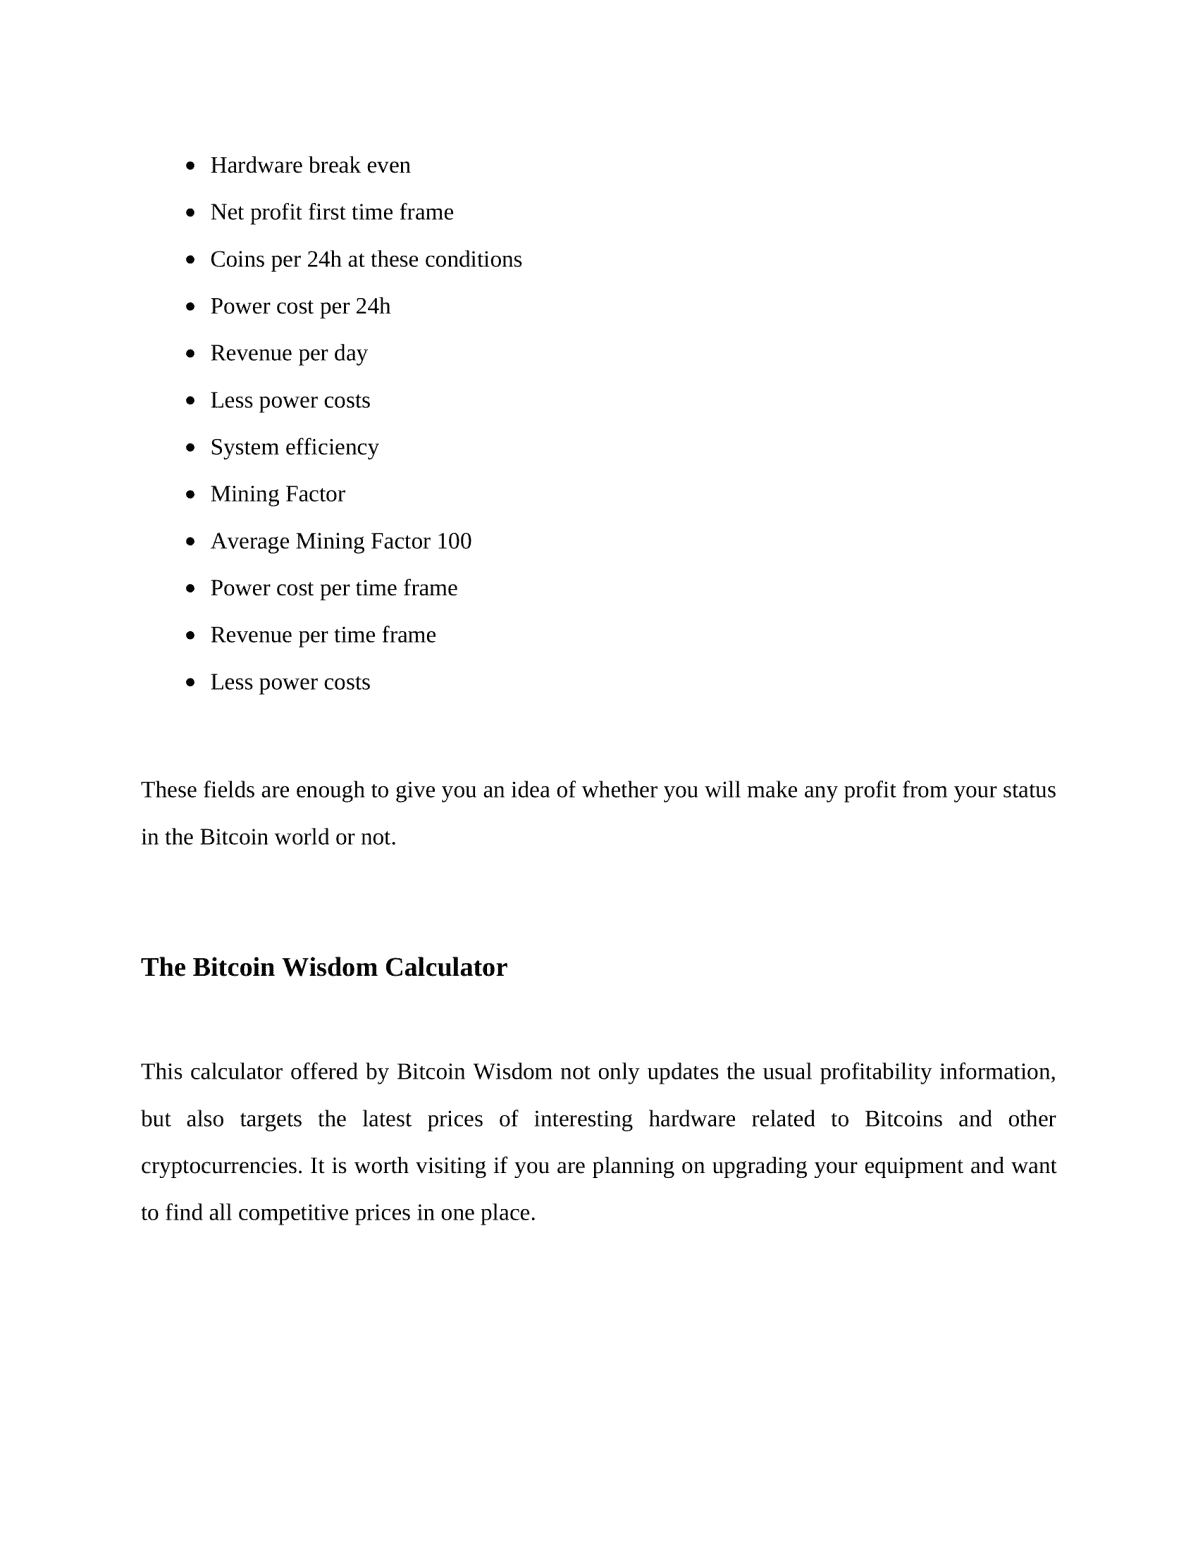 • Hardware break even
• Net profit first time frame
• Coins per 24h at these conditions
• Power cost per 24h
• Revenue per day
• Less power costs
• System efficiency
• Mining Factor
• Average Mining Factor 100
• Power cost per time frame
• Revenue per time frame
• Less power costs
These fields are enough to give you an idea of whether you will make any profit from your status
in the Bitcoin world or not.
The Bitcoin Wisdom Calculator
This calculator offered by Bitcoin Wisdom not only updates the usual profitability information,
but also targets the latest prices of interesting hardware related to Bitcoins and other
cryptocurrencies. It is worth visiting if you are planning on upgrading your equipment and want
to find all competitive prices in one place.